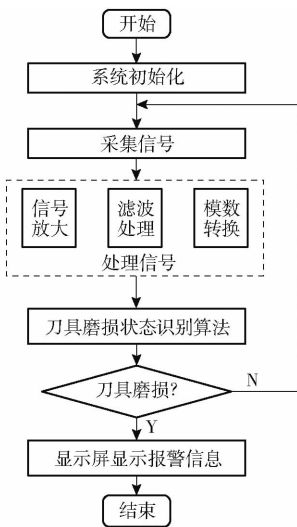 开始
系统初始化
采集信号
信号
放大
滤波
处理
模数
转换
处理信号
刀具磨损状态识别算法
刀具磨损?
N
Y
显示屏显示报警信息
结束